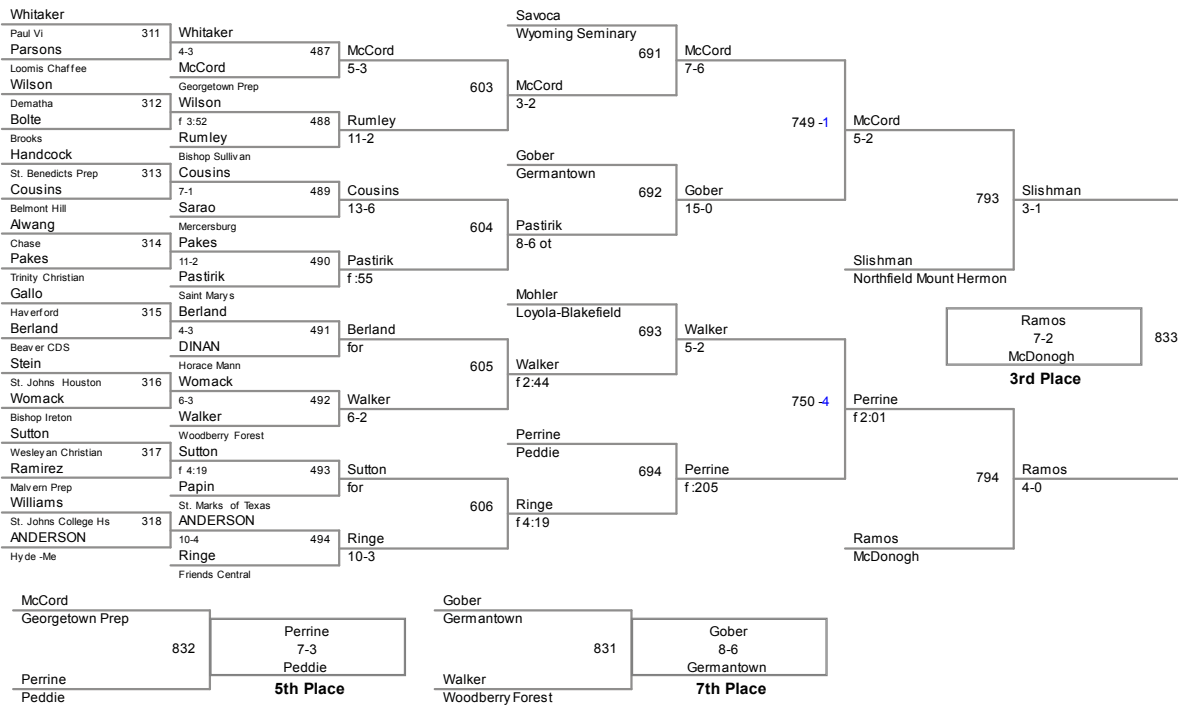 Whitaker
Paul Vi 311
Parsons
Loomis Chaffee
Wilson
Dematha 312
Bolte
Brooks
Handcock
St. Benedicts Prep 313
Cousins
Belmont Hill
Alwang
Chase 314
Pakes
Trinity Christian
Gallo
Haverford 315
Berland
Beaver CDS
Stein
St. Johns Houston 316
Womack
Bishop Ireton
Sutton
Wesleyan Christian 317
Ramirez
Malvern Prep
Williams
St. Johns College Hs 318
ANDERSON
Hyde -Me
Whitaker
4-3 487
McCord
Georgetown Prep
Wilson
f 3:52 488
Rumley
Bishop Sullivan
Cousins
7-1 489
Sarao
Mercersburg
Pakes
11-2 490
Pastirik
Saint Marys
Berland
4-3 491
DINAN
Horace Mann
Womack
6-3 492
Walker
Woodberry Forest
Sutton
f 4:19 493
Papin
St. Marks of Texas
ANDERSON
10-4 494
Ringe
Friends Central
McCord
5-3
603
Rumley
11-2
Cousins
13-6
604
Pastirik
f :55
Berland
for
605
Walker
6-2
Sutton
for
606
Ringe
10-3
Savoca
Wyoming Seminary
691
McCord
3-2
Gober
Germantown
692
Pastirik
8-6 ot
Mohler
Loyola-Blakefield
693
Walker
f 2:44
Perrine
Peddie
694
Ringe
f 4:19
McCord
7-6
749 -1
Gober
15-0
Walker
5-2
750 -4
Perrine
f :205
McCord
5-2
793
Slishman
Northfield Mount Hermon
Perrine
f 2:01
794
Ramos
McDonogh
Slishman
3-1
Ramos
7-2
McDonogh
833
3rd Place
Ramos
4-0
McCord
Georgetown Prep
832
Perrine
Peddie
Perrine
7-3
Peddie
5th Place
Gober
Germantown
831
Walker
Woodberry Forest
Gober
8-6
Germantown
7th Place